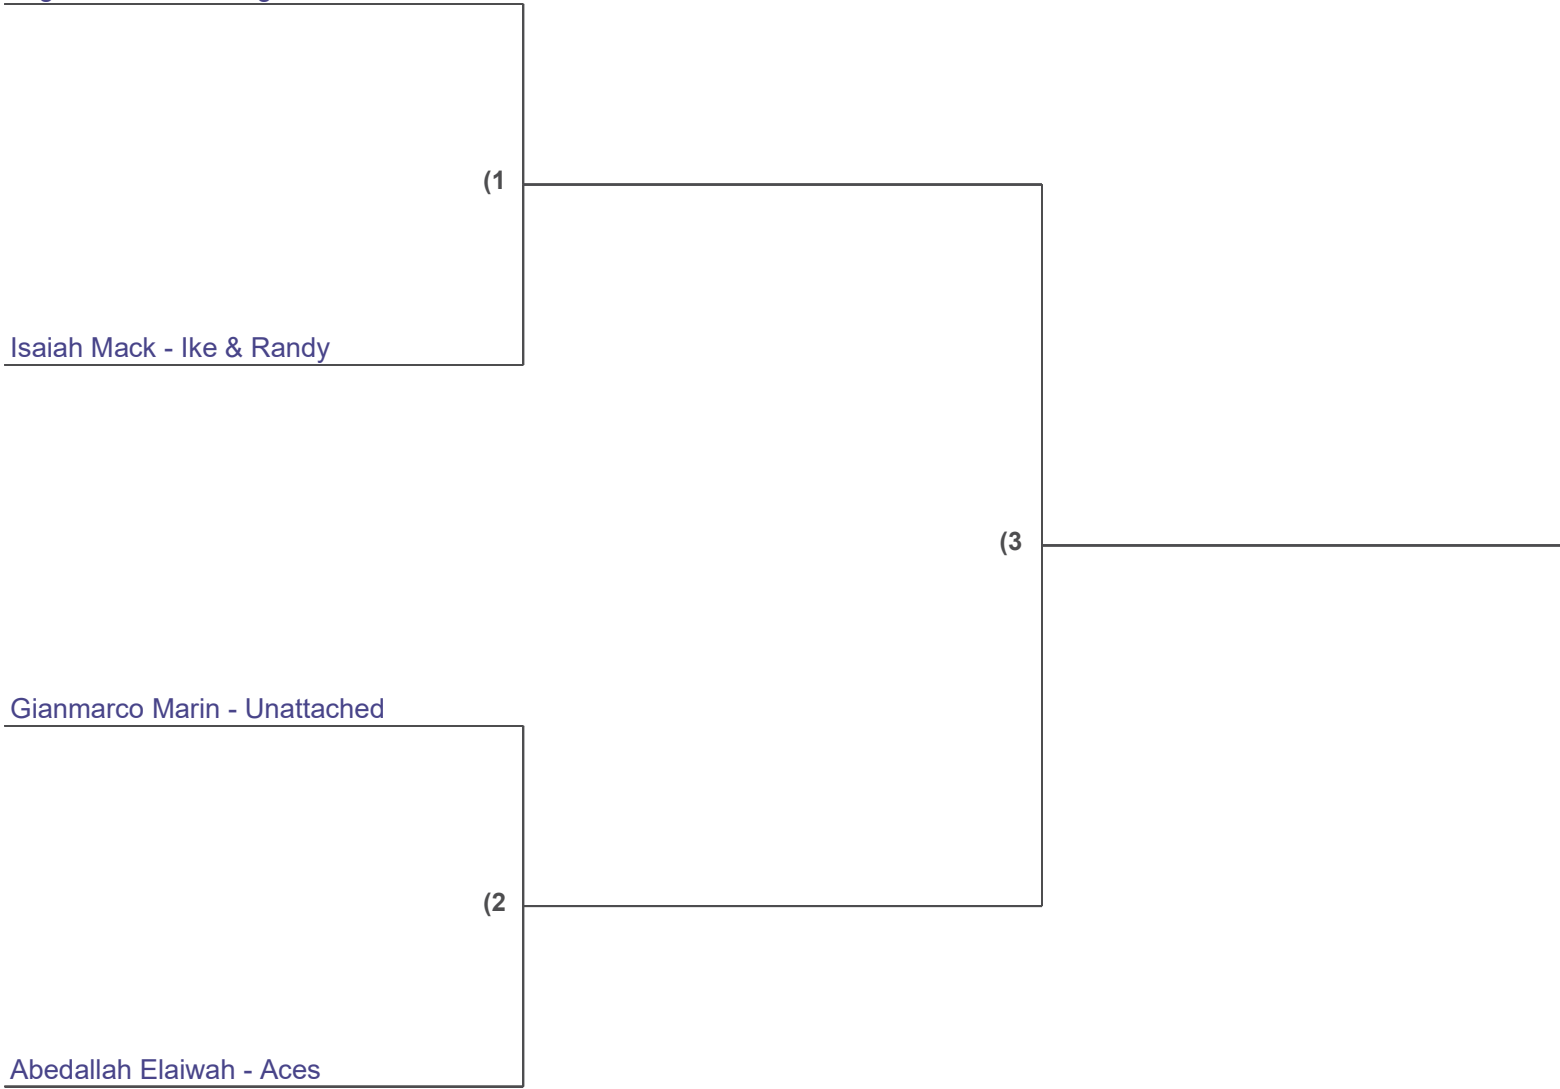 (1
Isaiah Mack - Ike & Randy
(3
Gianmarco Marin - Unattached
(2
Abedallah Elaiwah - Aces